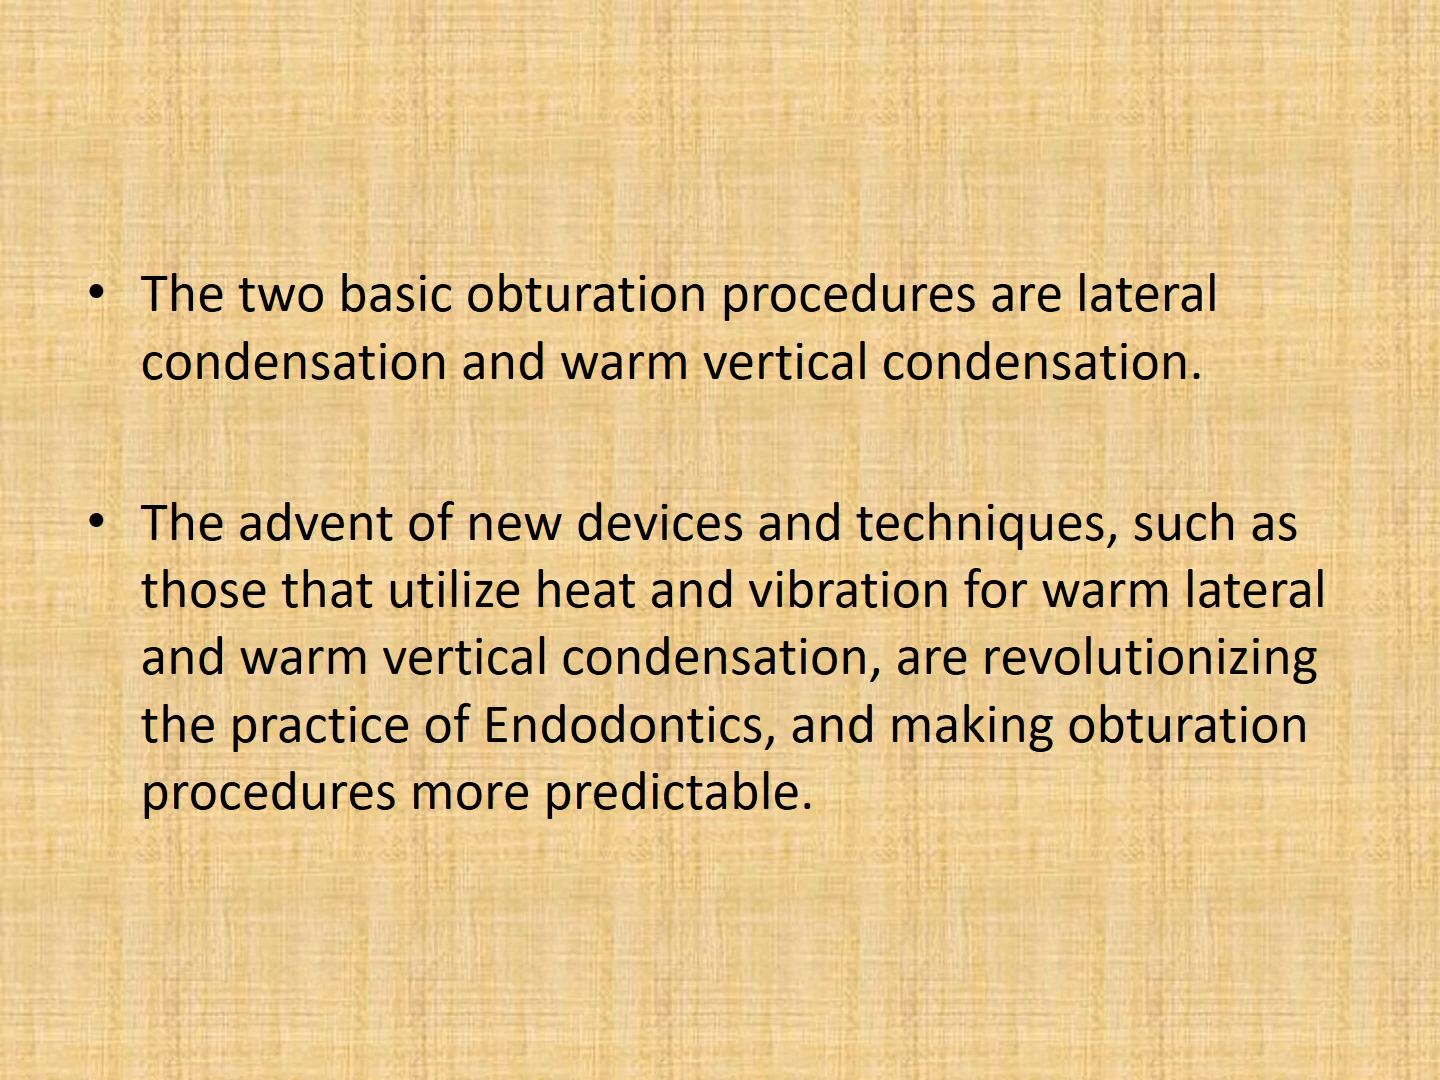 • The two basic obturation procedures are lateral
condensation and warm vertical condensation.
• The advent of new devices and techniques, such as
those that utilize heat and vibration for warm lateral
and warm vertical condensation, are revolutionizing
the practice of Endodontics, and making obturation
procedures more predictable.